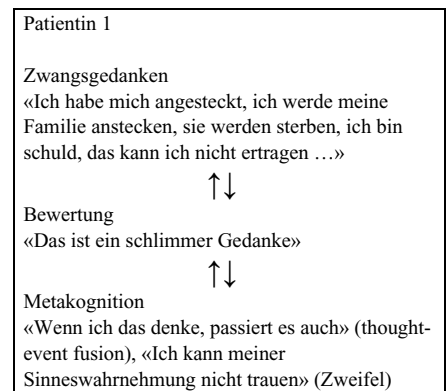 Patientin 1
Zwangsgedanken
«Ich habe mich angesteckt, ich werde meine
Familie anstecken, sie werden sterben, ich bin
schuld, das kann ich nicht ertragen …»
↑↓
Bewertung
«Das ist ein schlimmer Gedanke»
↑↓
Metakognition
«Wenn ich das denke, passiert es auch» (thought-
event fusion), «Ich kann meiner
Sinneswahrnehmung nicht trauen» (Zweifel)